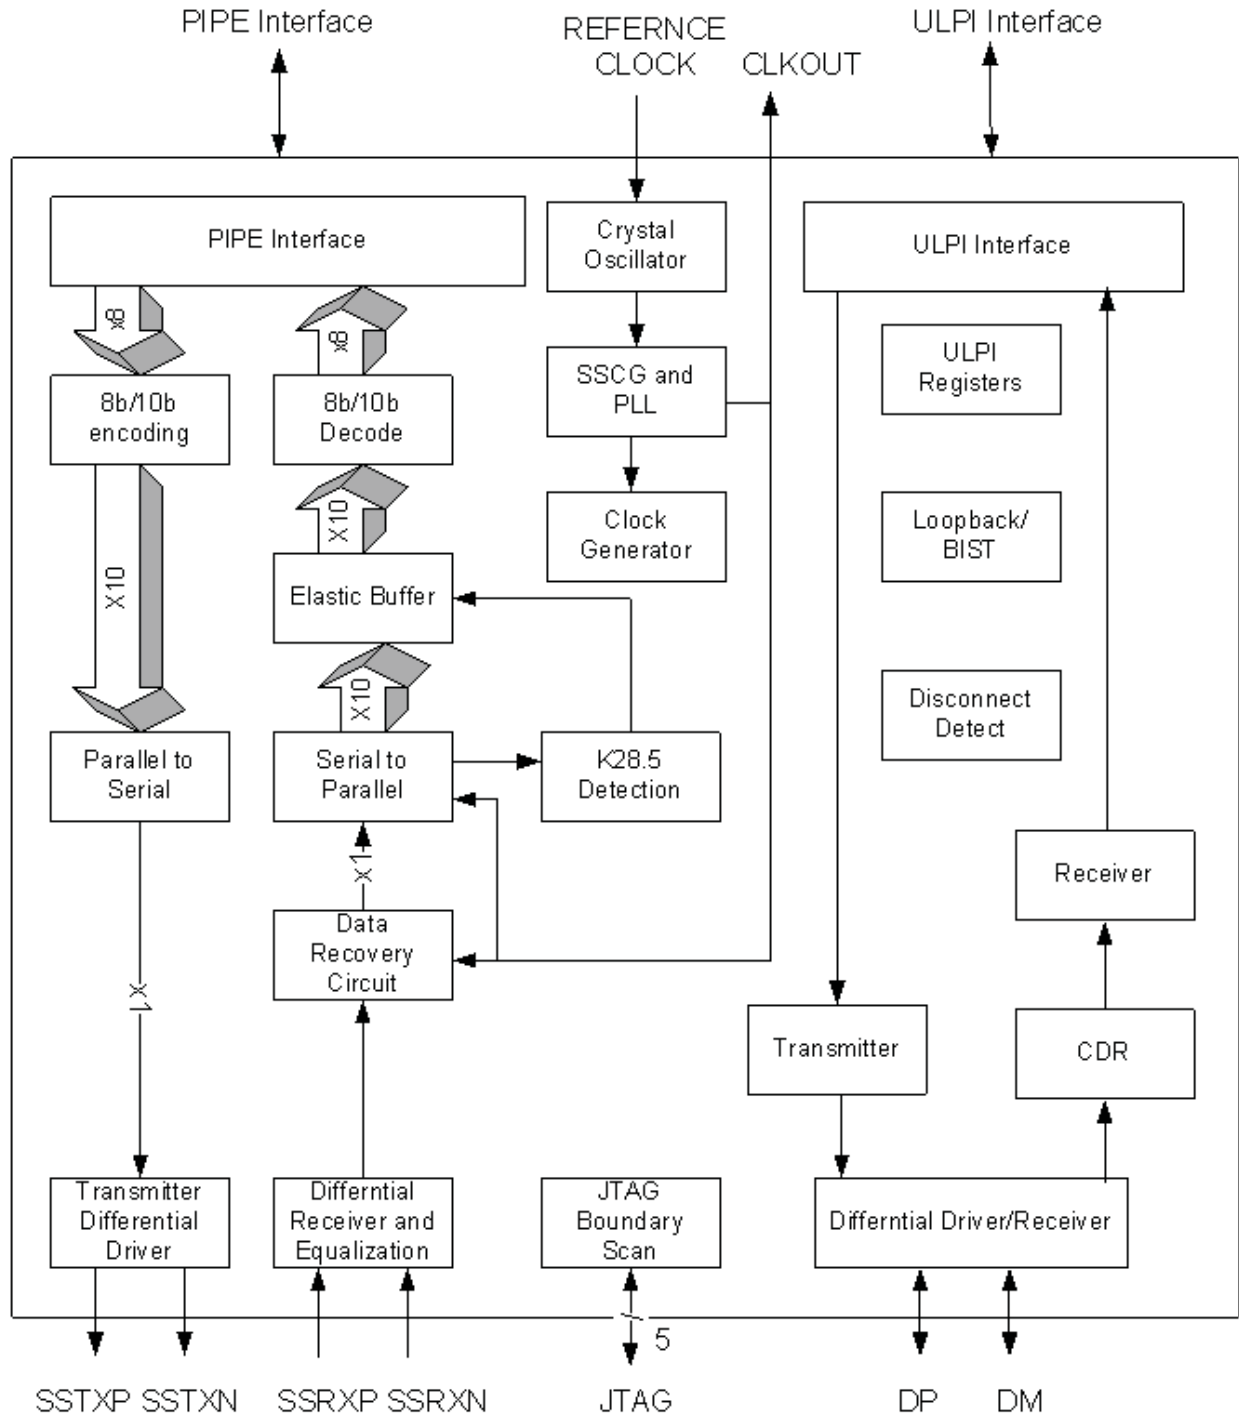 PIPE Interface
REFERNCE
CLOCK
CLKOUT
ULPI Interface
PIPE Interface
Crystal
Oscillator
ULPI Interface
x8
x8
8b/10b
encoding
8b/10b
Decode
SSCG and
PLL
ULPI
Registers
X10
X10
Clock
Generator
Loopback/
BIST
Elastic Buffer
X10
Disconnect
Detect
Parallel to
Serial
Serial to
Parallel
K28.5
Detection
X1
Receiver
Data
Recovery
Circuit
X1
Transmitter
CDR
Transmitter
Differential
Driver
Differntial
Receiver and
Equalization
JTAG
Boundary
Scan
Differntial Driver/Receiver
5
SSTXP SSTXN
SSRXP SSRXN
JTAG
DP
DM